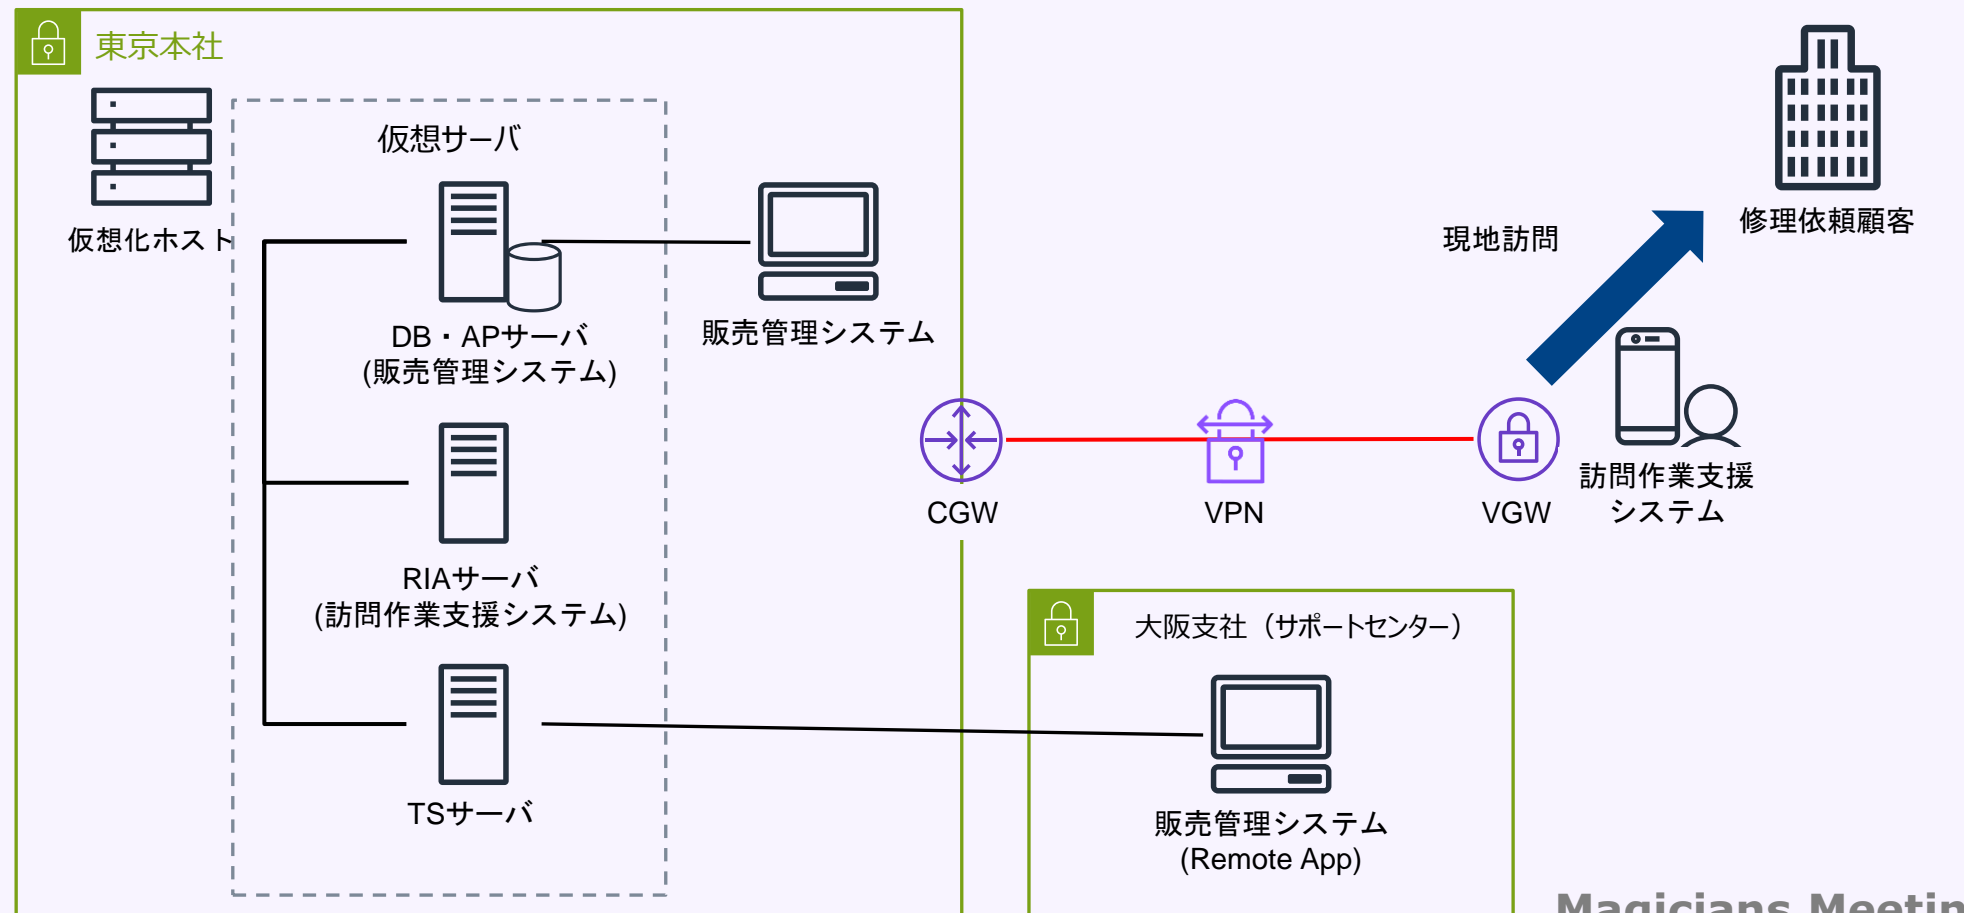 東京本社
仮想サーバ
仮想化ホスト
DB・APサーバ
(販売管理システム)
販売管理システム
RIAサーバ
(訪問作業支援システム)
TSサーバ
CGW
VPN
VGW
現地訪問
修理依頼顧客
訪問作業支援
システム
大阪支社（サポートセンター）
販売管理システム
(Remote App)
Magicians Meetin